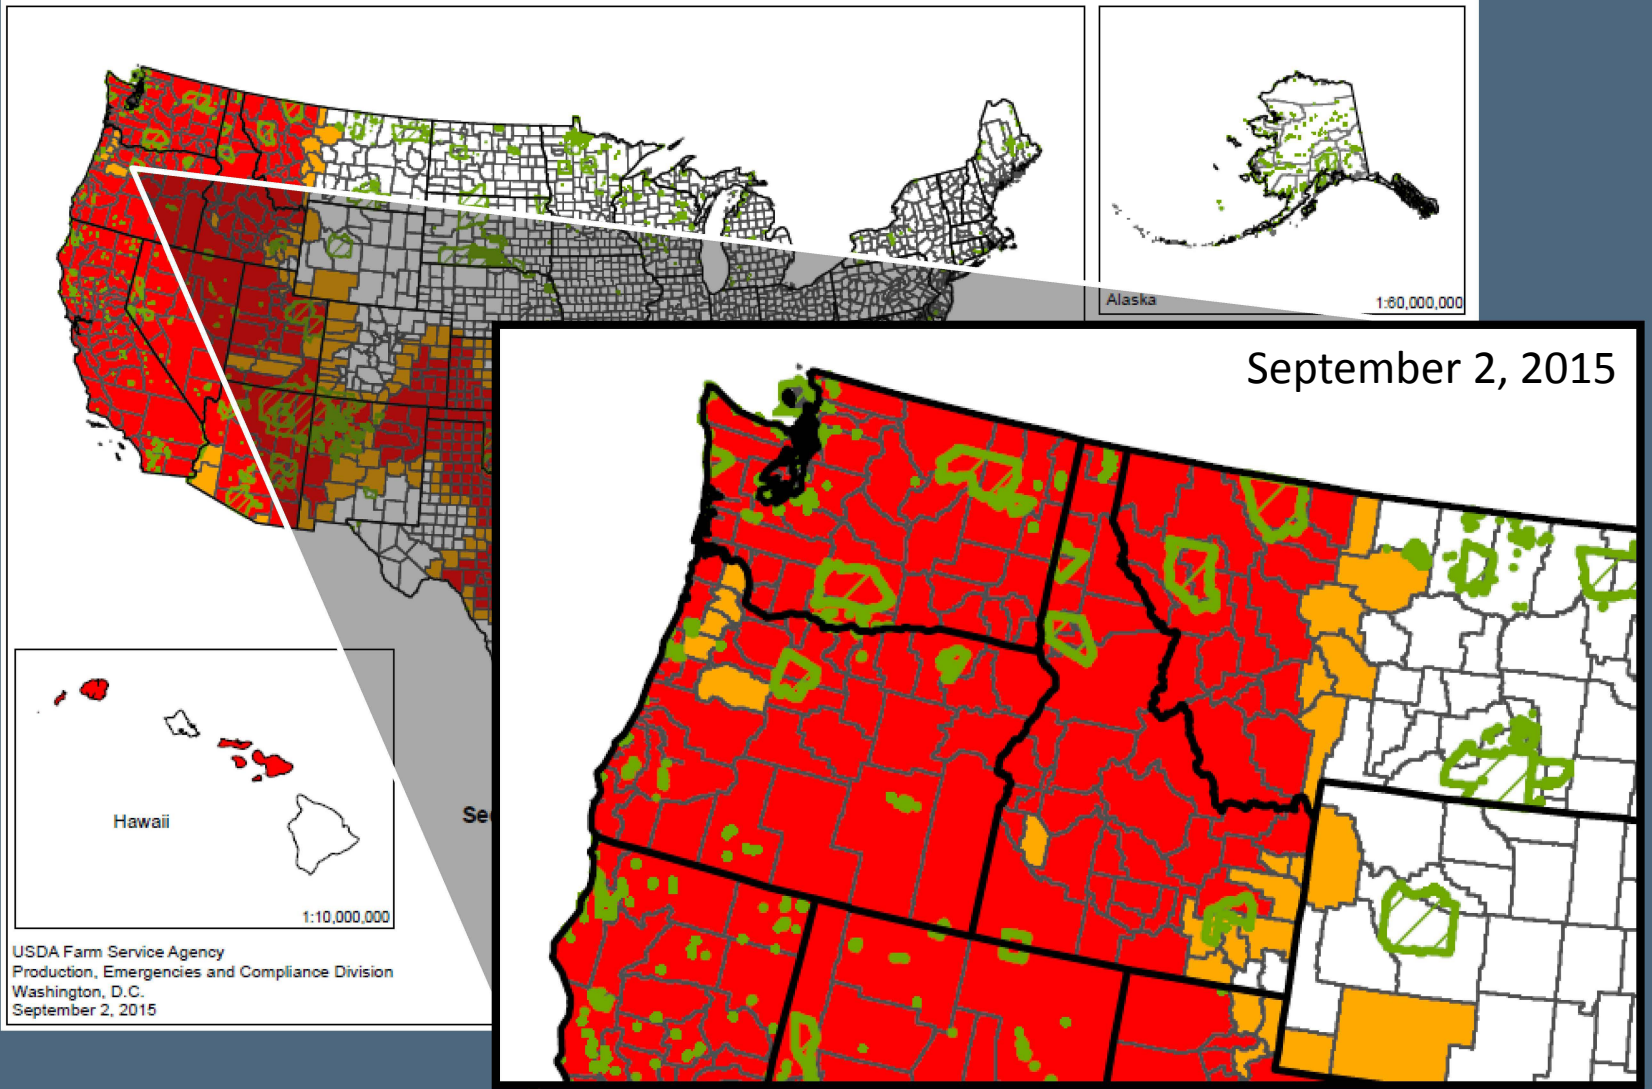 Alaska
1:60,000,000
September 2, 2015
Hawaii
1:10,000,000
USDA Farm Service Agency
Production, Emergencies and Compliance Division
Washington, D.C.
September 2, 2015
Se